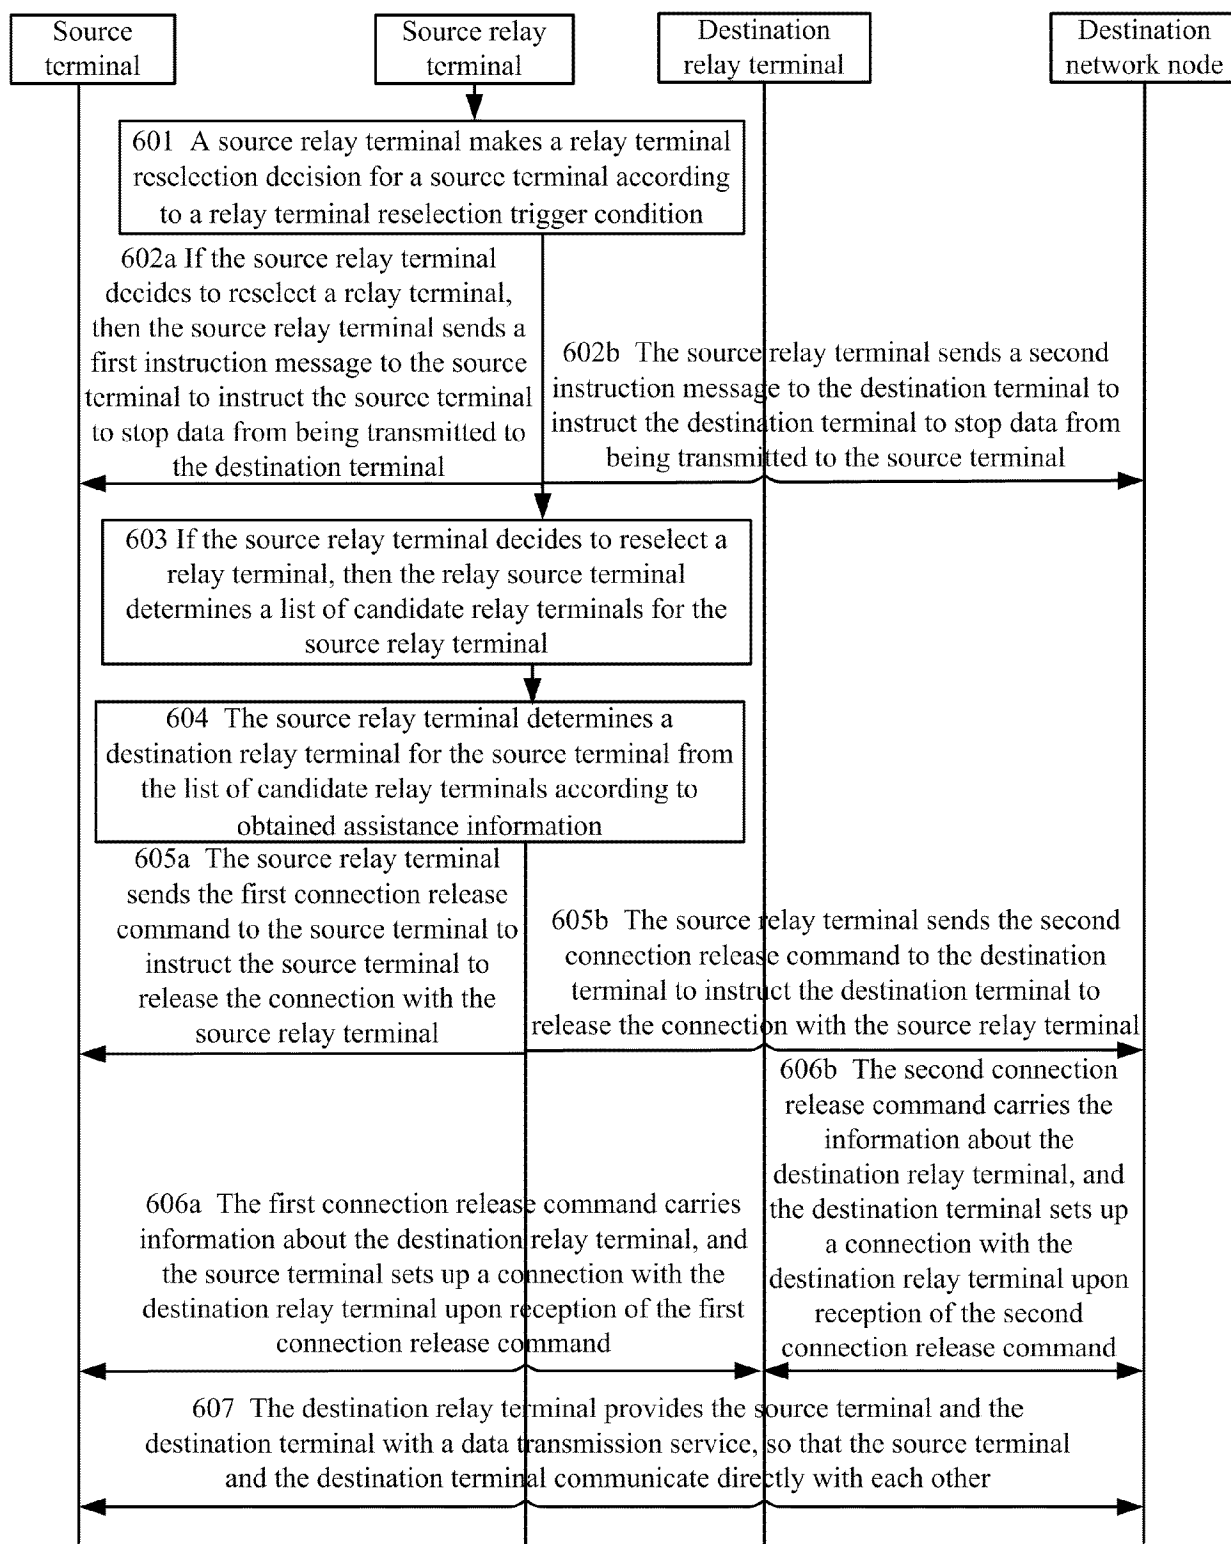 Source
terminal
Source relay
terminal
Destination
relay terminal
Destination
network node
601 A source relay terminal makes a relay terminal
reselection decision for a source terminal according
to a relay terminal reselection trigger condition
602a If the source relay terminal
decides to reselect a relay terminal,
then the source relay terminal sends a
first instruction message to the source
terminal to instruct the source terminal
to stop data from being transmitted to
the destination terminal
602b The source relay terminal sends a second
instruction message to the destination terminal to
instruct the destination terminal to stop data from
being transmitted to the source terminal
603 If the source relay terminal decides to reselect a
relay terminal, then the relay source terminal
determines a list of candidate relay terminals for the
source relay terminal
604 The source relay terminal determines a
destination relay terminal for the source terminal from
the list of candidate relay terminals according to
obtained assistance information
605a The source relay terminal
sends the first connection release
command to the source terminal to
instruct the source terminal to
release the connection with the
source relay terminal
605b The source relay terminal sends the second
connection release command to the destination
terminal to instruct the destination terminal to
release the connection with the source relay terminal
606b The second connection
release command carries the
information about the
destination relay terminal, and
the destination terminal sets up
a connection with the
destination relay terminal upon
reception of the second
connection release command
606a The first connection release command carries
information about the destination relay terminal, and
the source terminal sets up a connection with the
destination relay terminal upon reception of the first
connection release command
607 The destination relay terminal provides the source terminal and the
destination terminal with a data transmission service, so that the source terminal
and the destination terminal communicate directly with each other